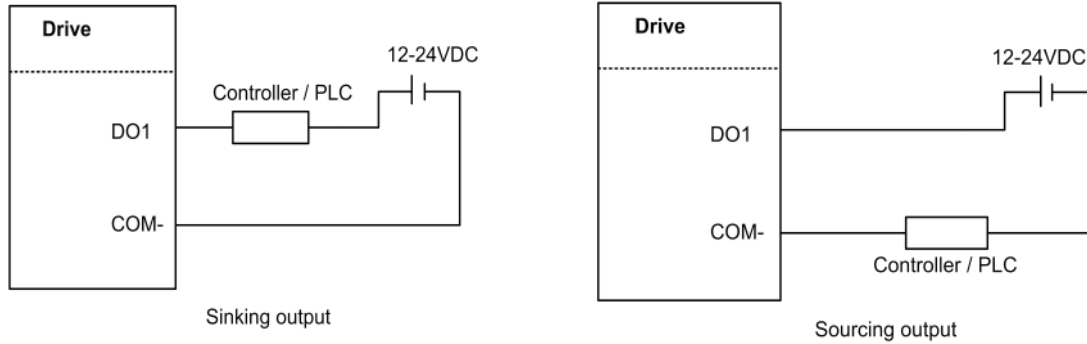 Drive
12-24VDC
Controller / PLC
DO1
COM-
Sinking output
Drive
12-24VDC
DO1
COM-
Controller / PLC
Sourcing output